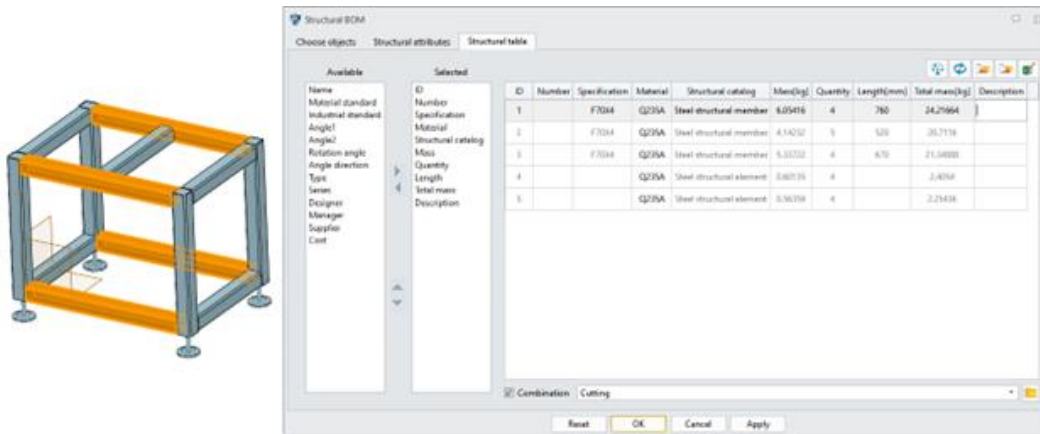 Structural BOM
Choose objects Structural attributes Structural table
Available Selected
Name
Material standard
Industrial standard
Angle1
Angle2
Rotation angle
Angle direction
Type
Series
Designer
Manager
Supplier
Cost
ID
Number
Specification
Material
Structural catalog
Mass
Quantity
Length
Total mass
Description
ID Number Specification Material Structural catalog Mass(kg) Quantity Length(mm) Total mass(kg) Description
1 F70X4 Q235A Steel structural member 6.05416 4 760 24.21664
2 F70X4 Q235A Steel structural member 4.14232 5 520 20.7116
3 F70X4 Q235A Steel structural member 5.33722 4 670
4 Q235A Steel structural element 4
5 Q235A Steel structural element 4
Combination Cutting
Reset OK Cancel Apply